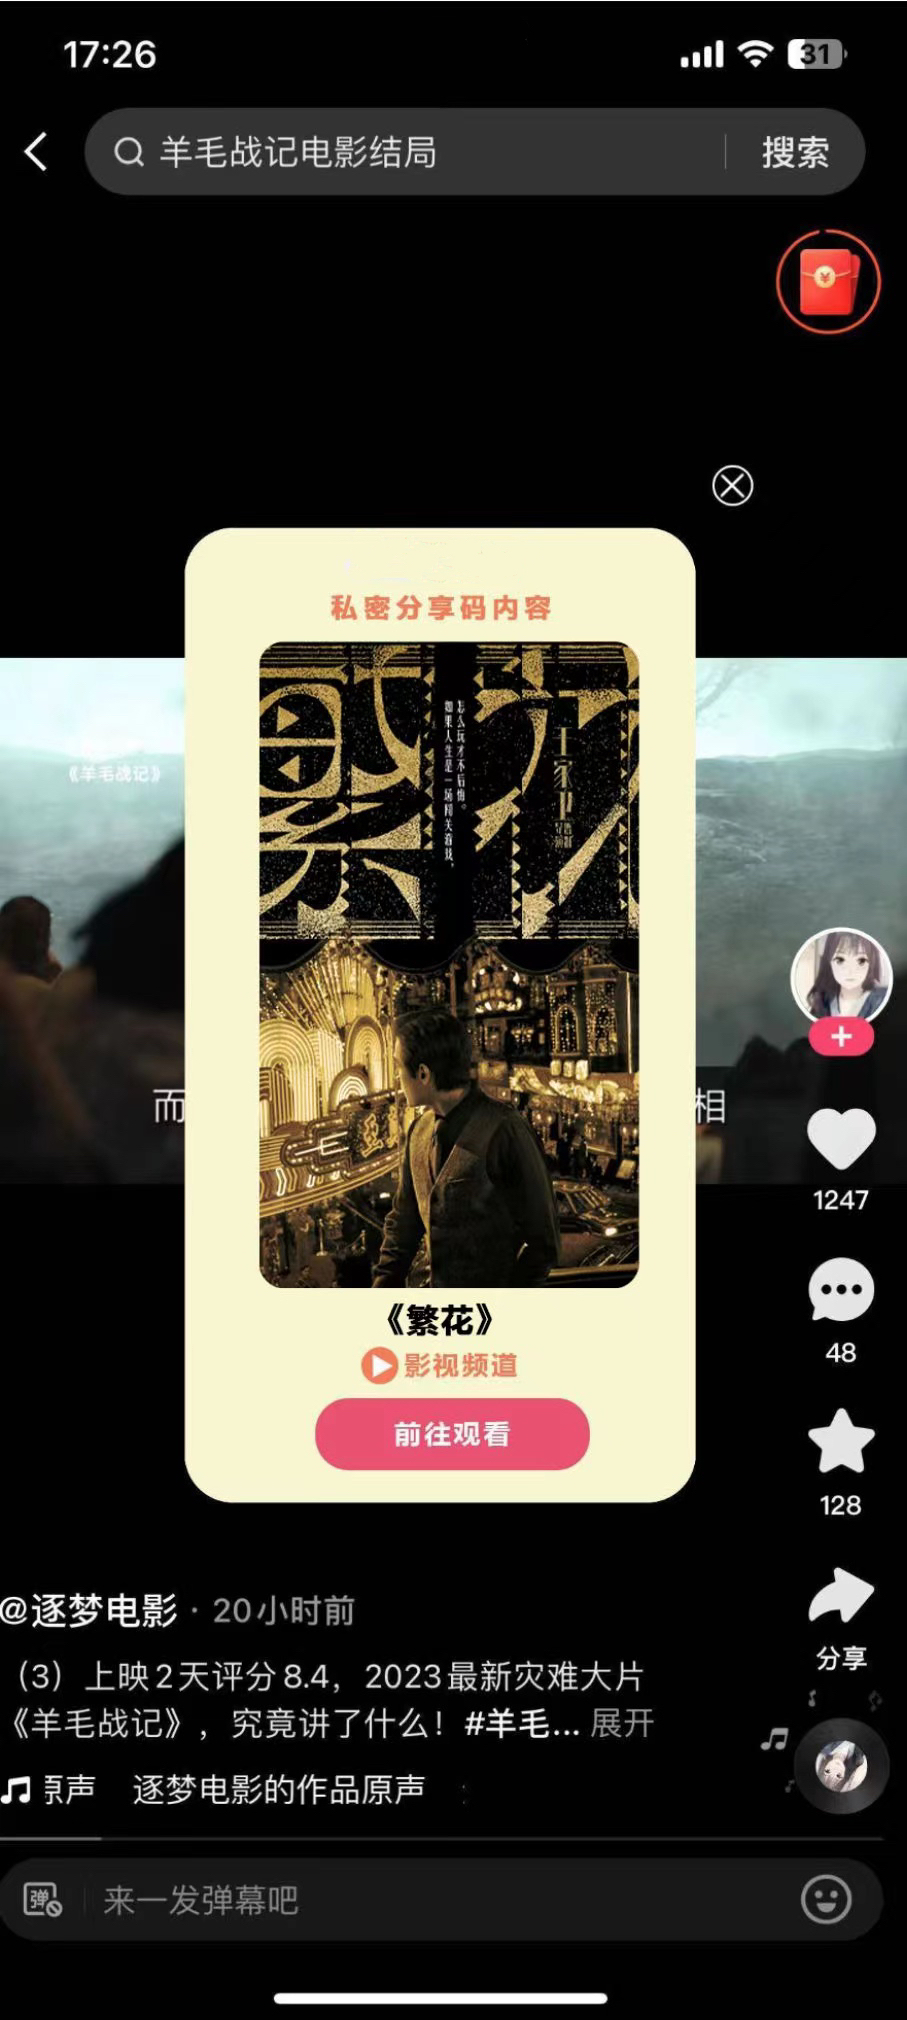 17:26
31
羊毛战记电影结局
搜索
私密分享码内容
繁花
怎么玩才不后悔。
如果人生是一场闯关游戏，
王家卫
《羊毛战记》
而
相
1247
《繁花》
影视频道
48
前往观看
128
@逐梦电影 · 20小时前
分享
（3）上映2天评分8.4，2023最新灾难大片
《羊毛战记》，究竟讲了什么！#羊毛... 展开
原声 逐梦电影的作品原声
弹
来一发弹幕吧